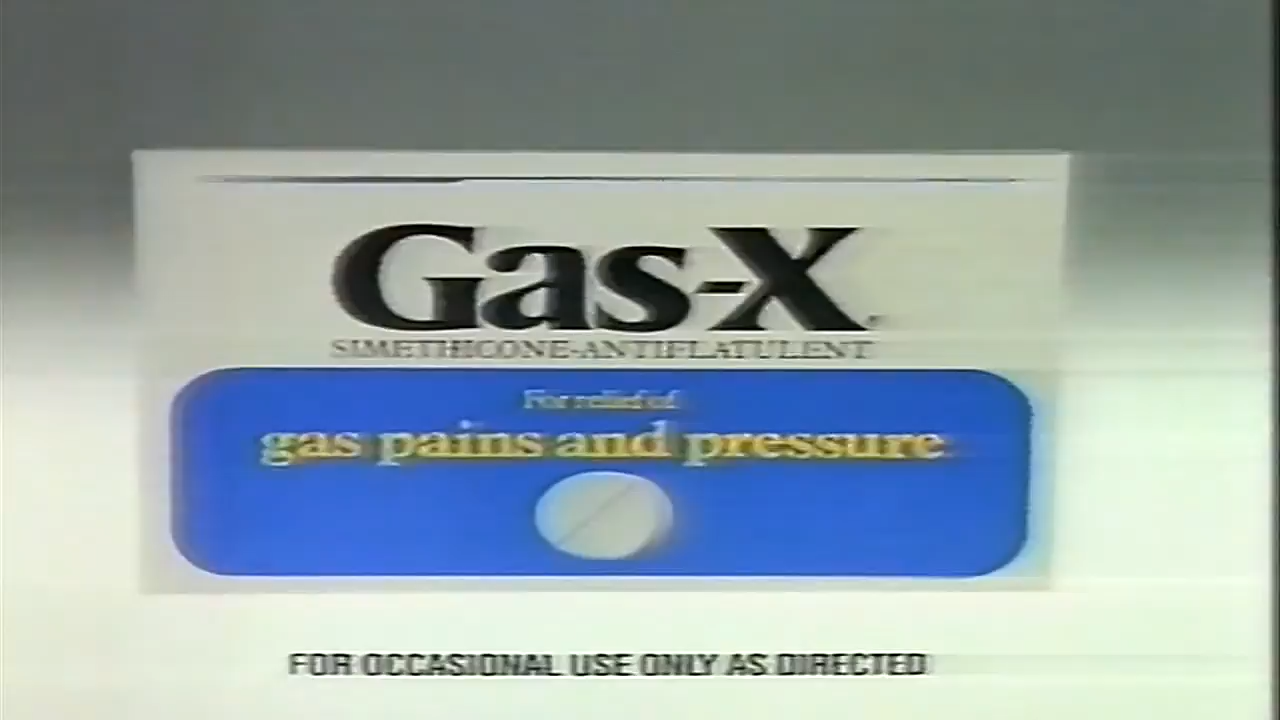 Gas-X
SIMETHICONE-ANTIFLATULENT
For relief of
gas pains and pressure
FOR OCCASIONAL USE ONLY AS DIRECTED